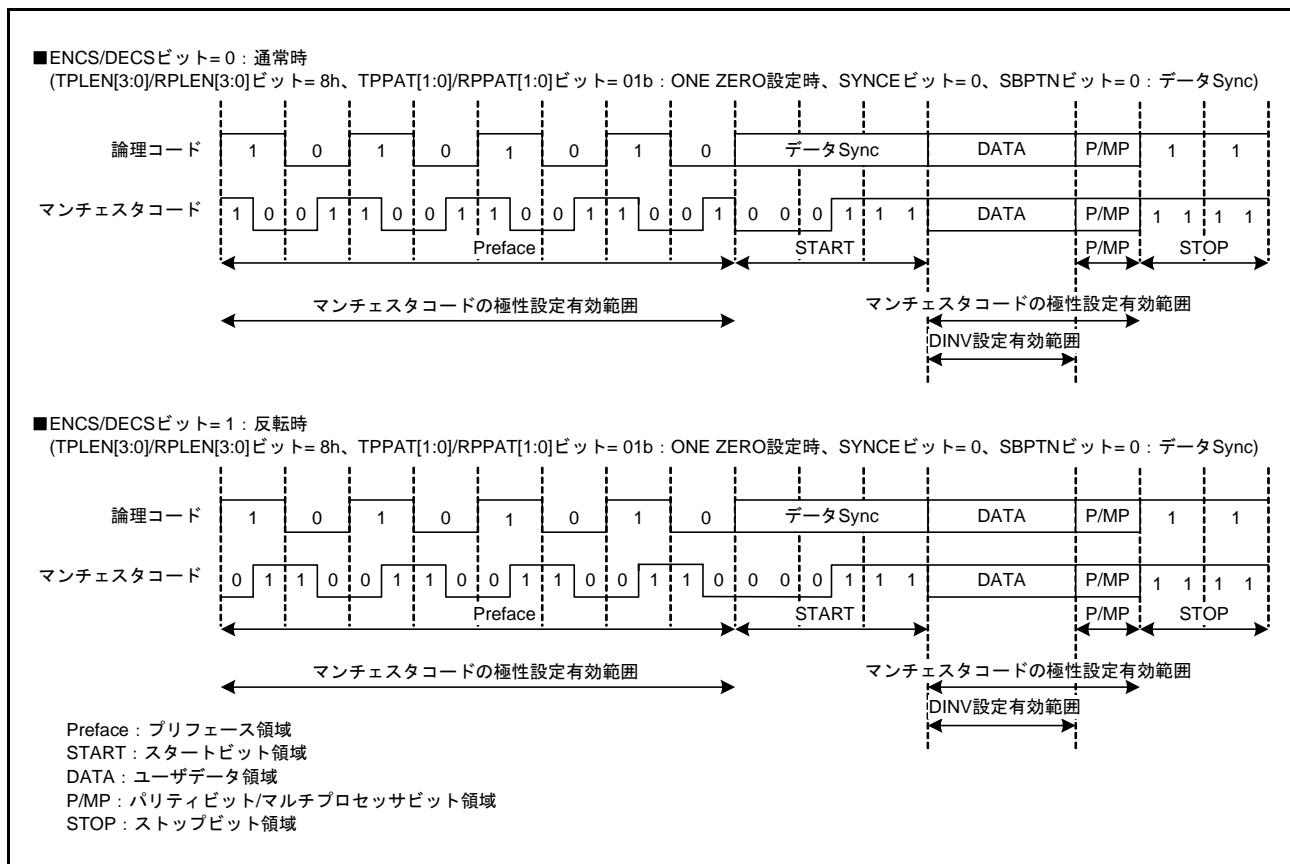 ■ENCS/DECSビット= 0：通常時
(TPLEN[3:0]/RPLEN[3:0]ビット= 8h、TPPAT[1:0]/RPPAT[1:0]ビット= 01b：ONE ZERO設定時、SYNCEビット= 0、SBPTNビット= 0：データSync)
論理コード 1 0 1 0 1 0 1 0 データSync DATA P/MP 1 1
マンチェスタコード 1 0 0 1 1 0 0 1 1 0 0 1 1 0 0 1 0 0 0 1 1 1 DATA P/MP 1 1 1 1
Preface START P/MP STOP
マンチェスタコードの極性設定有効範囲 マンチェスタコードの極性設定有効範囲
DINV設定有効範囲
■ENCS/DECSビット= 1：反転時
(TPLEN[3:0]/RPLEN[3:0]ビット= 8h、TPPAT[1:0]/RPPAT[1:0]ビット= 01b：ONE ZERO設定時、SYNCEビット= 0、SBPTNビット= 0：データSync)
論理コード 1 0 1 0 1 0 1 0 データSync DATA P/MP 1 1
マンチェスタコード 0 1 1 0 0 1 1 0 0 1 1 0 0 1 1 0 0 0 0 1 1 1 DATA P/MP 1 1 1 1
Preface START P/MP STOP
マンチェスタコードの極性設定有効範囲 マンチェスタコードの極性設定有効範囲
DINV設定有効範囲
Preface：プリフェース領域
START：スタートビット領域
DATA：ユーザデータ領域
P/MP：パリティビット/マルチプロセッサビット領域
STOP：ストップビット領域